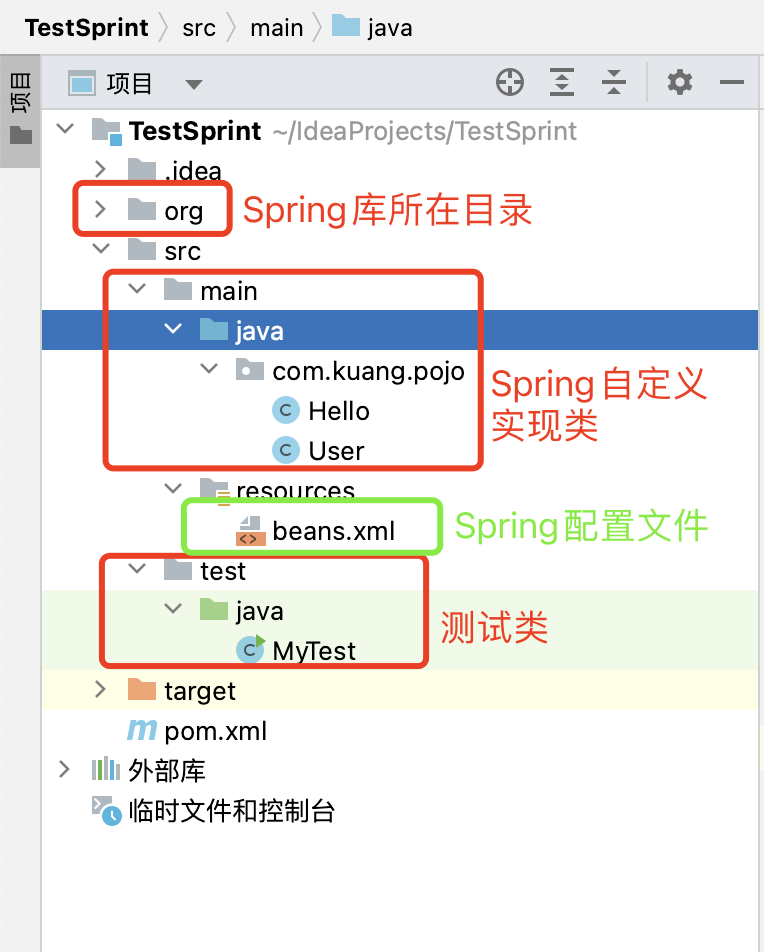 TestSprint src main java
项目
项目
TestSprint ~/IdeaProjects/TestSprint
.idea
org Spring库所在目录
src
main
java
com.kuang.pojo
Spring自定义
实现类
C Hello
C User
resources
beans.xml Spring配置文件
test
java
测试类
C MyTest
target
m pom.xml
外部库
临时文件和控制台